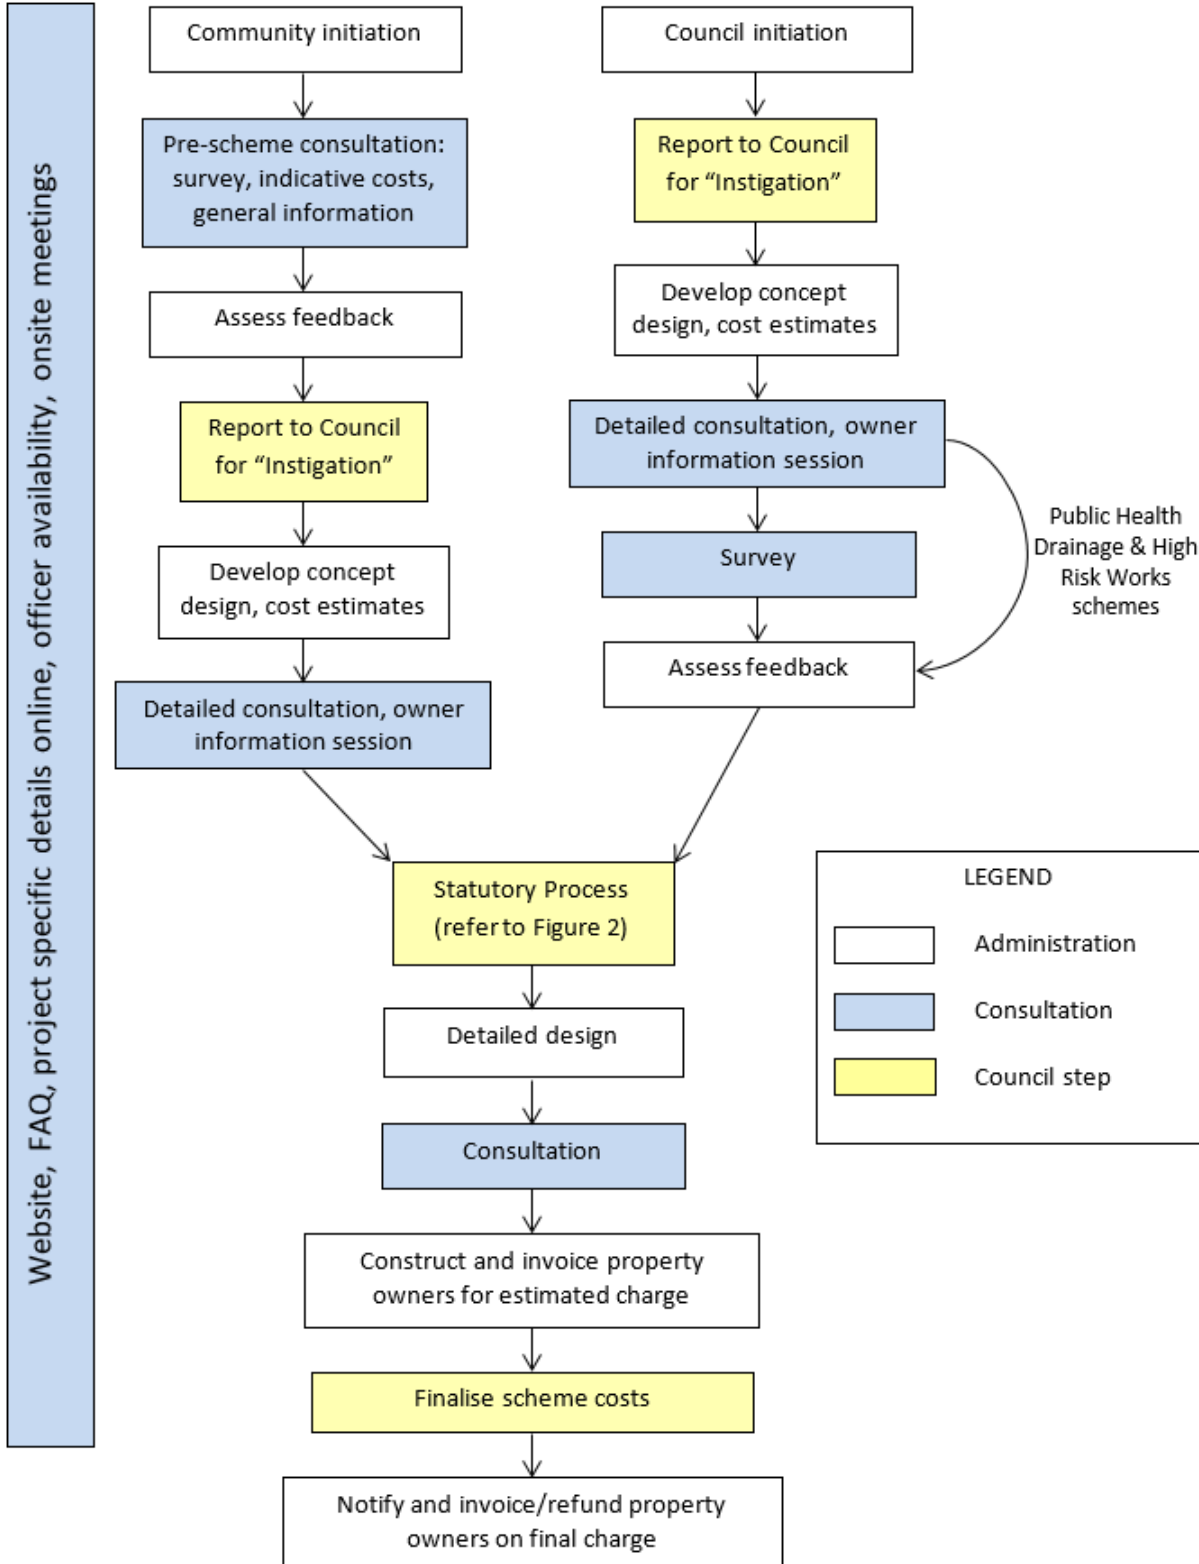 Website, FAQ, project specific details online, officer availability, onsite meetings
Community initiation
Pre-scheme consultation:
survey, indicative costs,
general information
Assess feedback
Report to Council
for “Instigation”
Develop concept
design, cost estimates
Detailed consultation, owner
information session
Council initiation
Report to Council
for “Instigation”
Develop concept
design, cost estimates
Detailed consultation, owner
information session
Survey
Assess feedback
Public Health
Drainage & High
Risk Works
schemes
Statutory Process
(refer to Figure 2)
Detailed design
Consultation
Construct and invoice property
owners for estimated charge
Finalise scheme costs
Notify and invoice/refund property
owners on final charge
LEGEND
Administration
Consultation
Council step